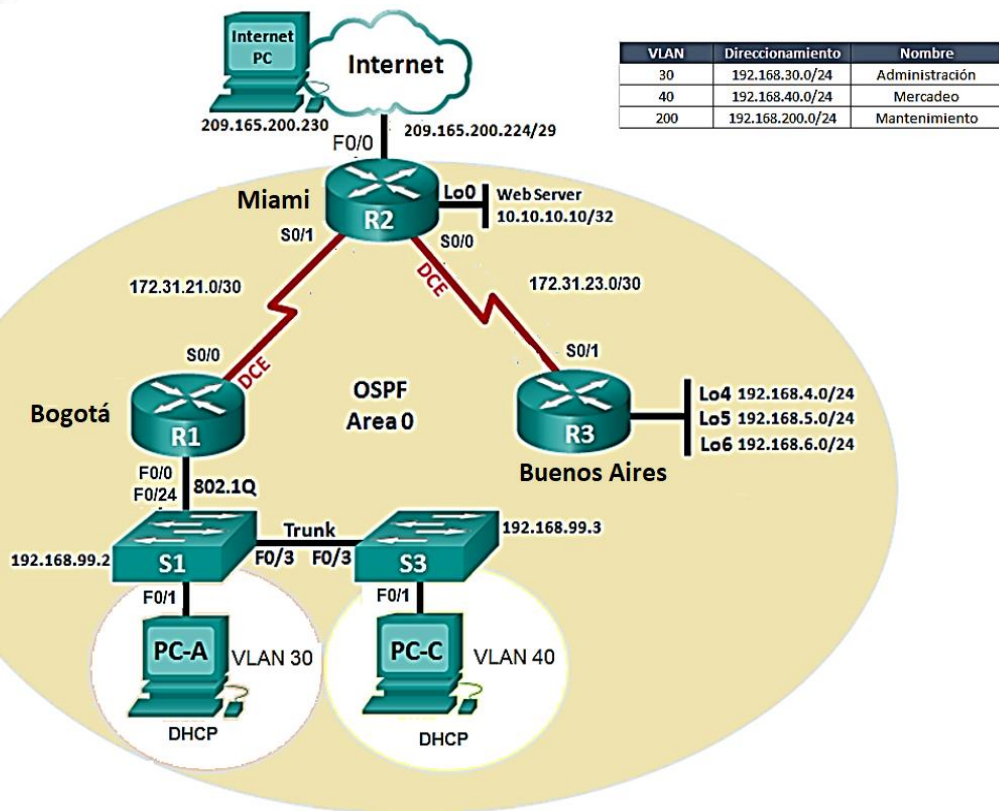 Internet PC
Internet
209.165.200.230
209.165.200.224/29
F0/0
VLAN Direccionamiento Nombre
30 192.168.30.0/24 Administración
40 192.168.40.0/24 Mercadeo
200 192.168.200.0/24 Mantenimiento
Miami
R2
Lo0
Web Server
10.10.10.10/32
S0/1
S0/0
DCE
172.31.21.0/30
172.31.23.0/30
S0/0
DCE
S0/1
Bogotá
R1
OSPF
Area 0
R3
Buenos Aires
Lo4 192.168.4.0/24
Lo5 192.168.5.0/24
Lo6 192.168.6.0/24
F0/0
F0/24
802.1Q
192.168.99.2
S1
Trunk
F0/3
F0/3
S3
192.168.99.3
F0/1
F0/1
PC-A
VLAN 30
PC-C
VLAN 40
DHCP
DHCP